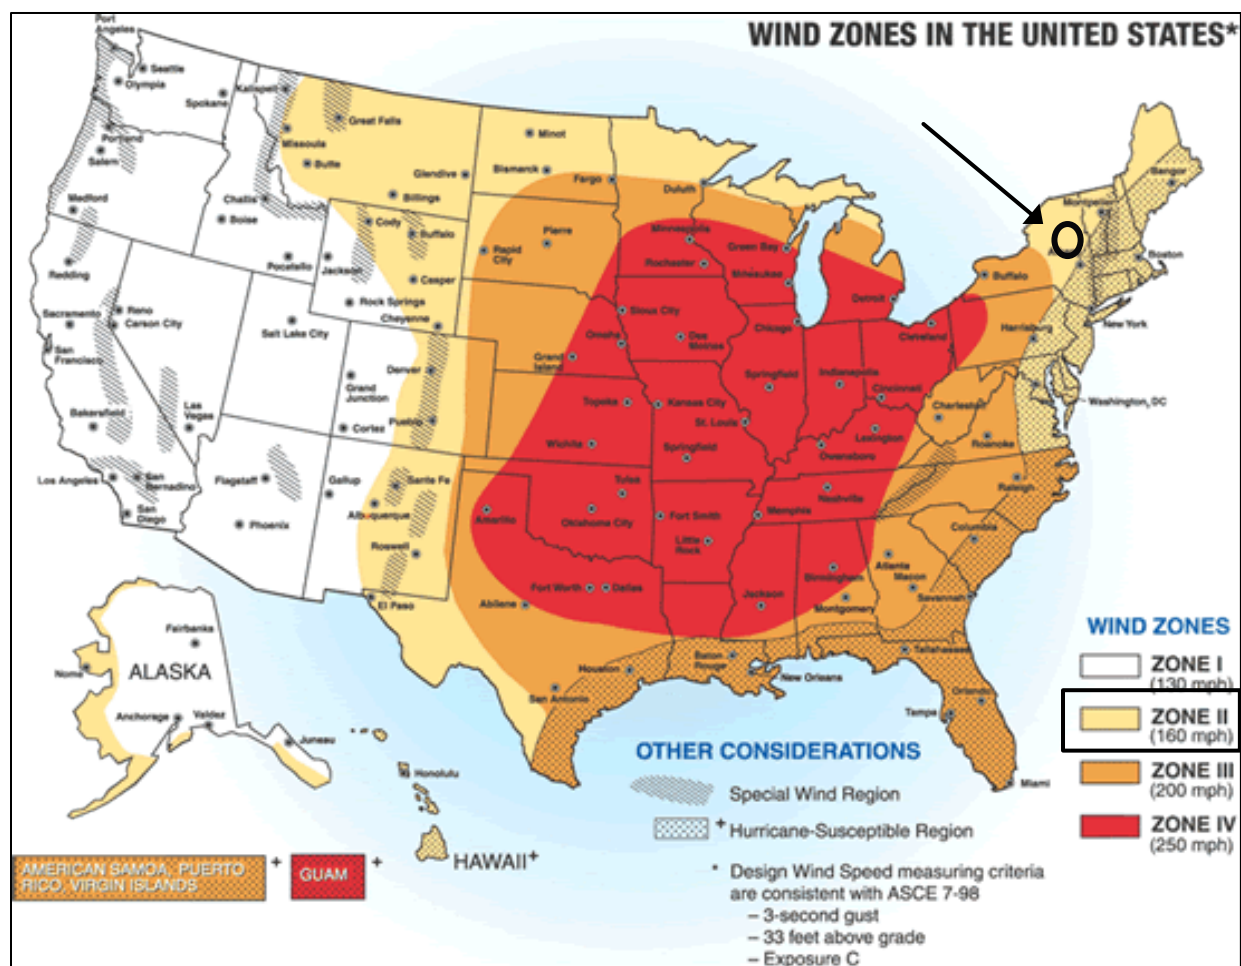 WIND ZONES IN THE UNITED STATES*
Port
Angeles
Seattle
Olympia
Spokane
Kalispell
Great Falls
Missoula
Butte
Glendive
Billings
Minot
Bismarck
Fargo
Duluth
Portland
Salem
Medford
Challis
Boise
Pocatello
Cody
Buffalo
Jackson
Casper
Rock Springs
Cheyenne
Rapid
City
Pierre
Minneapolis
Rochester
Green Bay
Milwaukee
Detroit
Buffalo
Montpelier
Bangor
Boston
New York
Harrisburg
Washington, DC
Redding
Sacramento
Reno
Carson City
San
Francisco
Salt Lake City
Grand
Junction
Denver
Pueblo
Cortez
Sioux City
Omaha
Des
Moines
Grand
Island
Chicago
Cleveland
Springfield
Indianapolis
Cincinnati
Charleston
Topeka
Kansas City
St. Louis
Lexington
Owensboro
Roanoke
Wichita
Springfield
Bakersfield
Las
Vegas
Los Angeles
San
Bernadino
San
Diego
Flagstaff
Phoenix
Gallup
Sante Fe
Albuquerque
Roswell
El Paso
Amarillo
Tulsa
Oklahoma City
Fort Smith
Little
Rock
Memphis
Nashville
Raleigh
Columbia
Atlanta
Macon
Savannah
Birmingham
Montgomery
Fort Worth
Dallas
Abilene
Jackson
Houston
San Antonio
Baton
Rouge
New Orleans
Tallahassee
Orlando
Tampa
Miami
Fairbanks
ALASKA
Nome
Anchorage
Valdez
Juneau
Honolulu
HAWAII+
AMERICAN SAMOA, PUERTO
RICO, VIRGIN ISLANDS
+
GUAM
+
WIND ZONES
ZONE I
(130 mph)
ZONE II
(160 mph)
ZONE III
(200 mph)
ZONE IV
(250 mph)
OTHER CONSIDERATIONS
Special Wind Region
+ Hurricane-Susceptible Region
* Design Wind Speed measuring criteria
are consistent with ASCE 7-98
– 3-second gust
– 33 feet above grade
– Exposure C